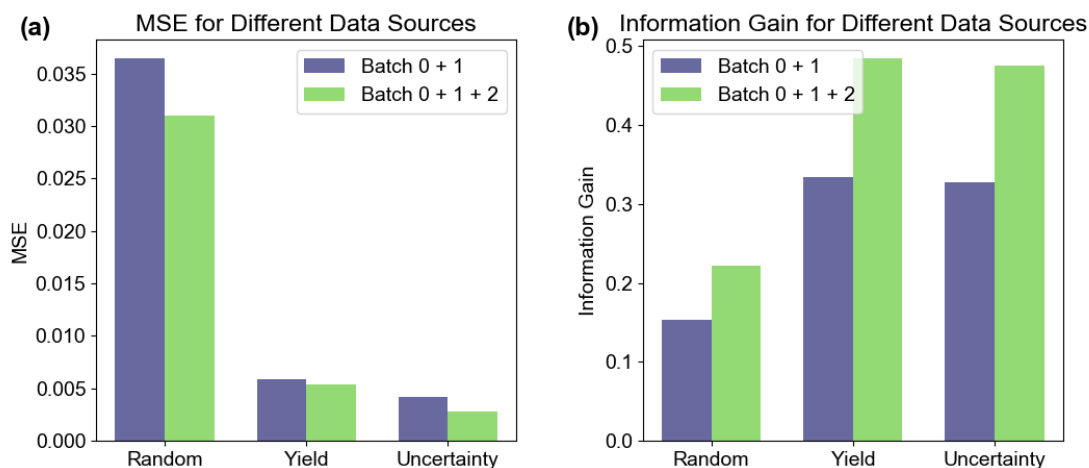 (a)
MSE for Different Data Sources
Batch 0 + 1
Batch 0 + 1 + 2
MSE
0.035
0.030
0.025
0.020
0.015
0.010
0.005
0.000
Random
Yield
Uncertainty
(b)
Information Gain for Different Data Sources
Batch 0 + 1
Batch 0 + 1 + 2
Information Gain
0.5
0.4
0.3
0.2
0.1
0.0
Random
Yield
Uncertainty